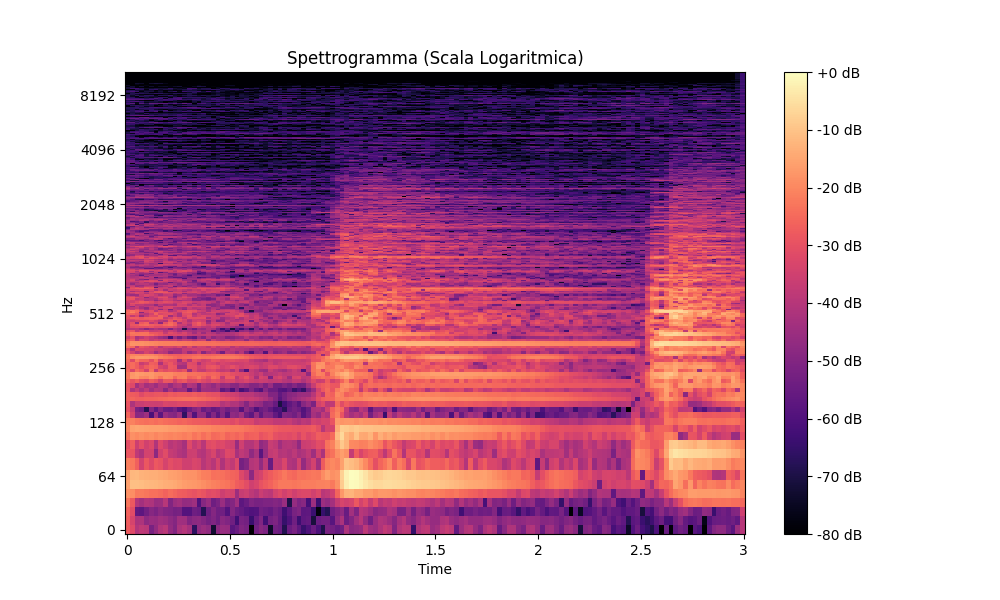 Spettrogramma (Scala Logaritmica)
Hz
8192
4096
2048
1024
512
256
128
64
0
0
0.5
1
1.5
2
2.5
3
Time
+0 dB
-10 dB
-20 dB
-30 dB
-40 dB
-50 dB
-60 dB
-70 dB
-80 dB